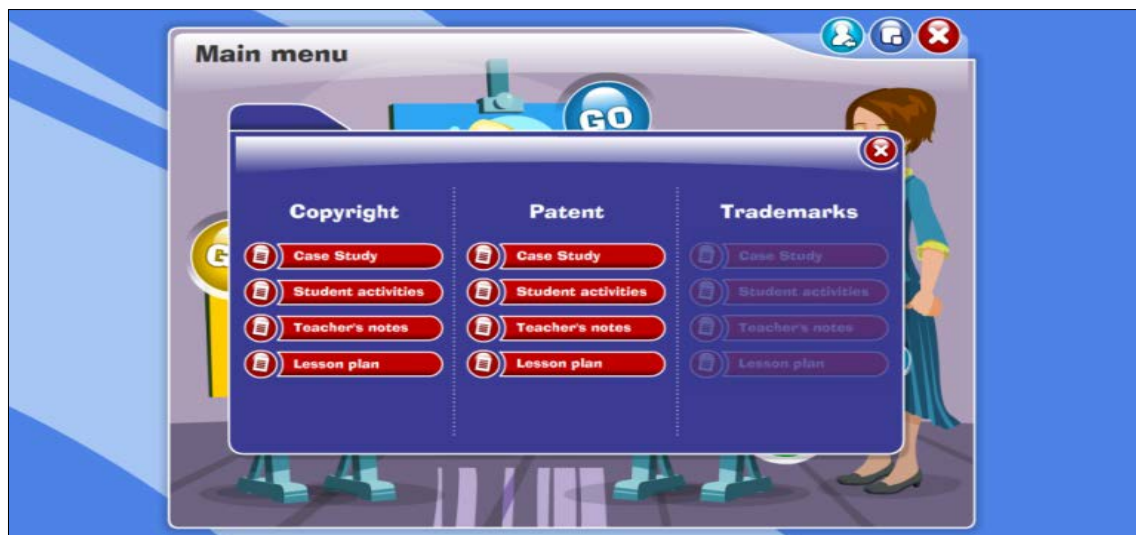 Main menu
GO
Copyright
Case Study
Student activities
Teacher's notes
Lesson plan
Patent
Case Study
Student activities
Teacher's notes
Lesson plan
Trademarks
Case Study
Student activities
Teacher's notes
Lesson plan